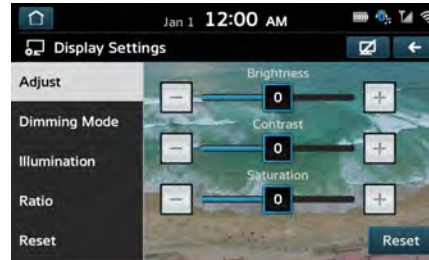 Jan 1 12:00 AM
Display Settings
Adjust
Dimming Mode
Illumination
Ratio
Reset
Brightness
0
Contrast
0
Saturation
0
Reset